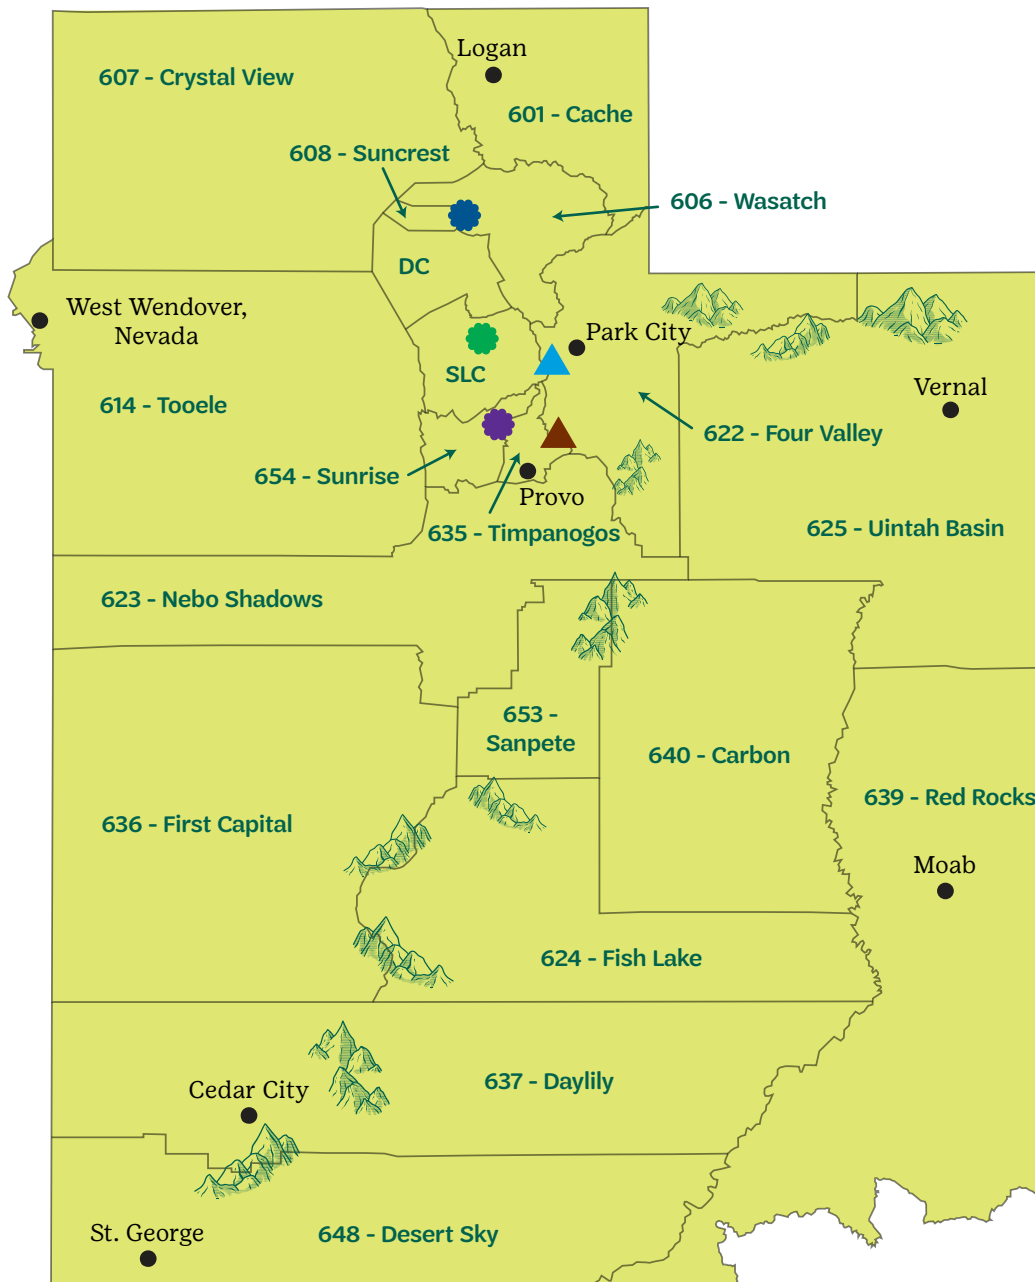 Logan
607 - Crystal View
601 - Cache
608 - Suncrest
606 - Wasatch
DC
West Wendover,
Nevada
Park City
SLC
Vernal
614 - Tooele
622 - Four Valley
654 - Sunrise
Provo
635 - Timpanogos
625 - Uintah Basin
623 - Nebo Shadows
653 -
Sanpete
640 - Carbon
639 - Red Rocks
636 - First Capital
Moab
624 - Fish Lake
637 - Daylily
Cedar City
St. George
648 - Desert Sky